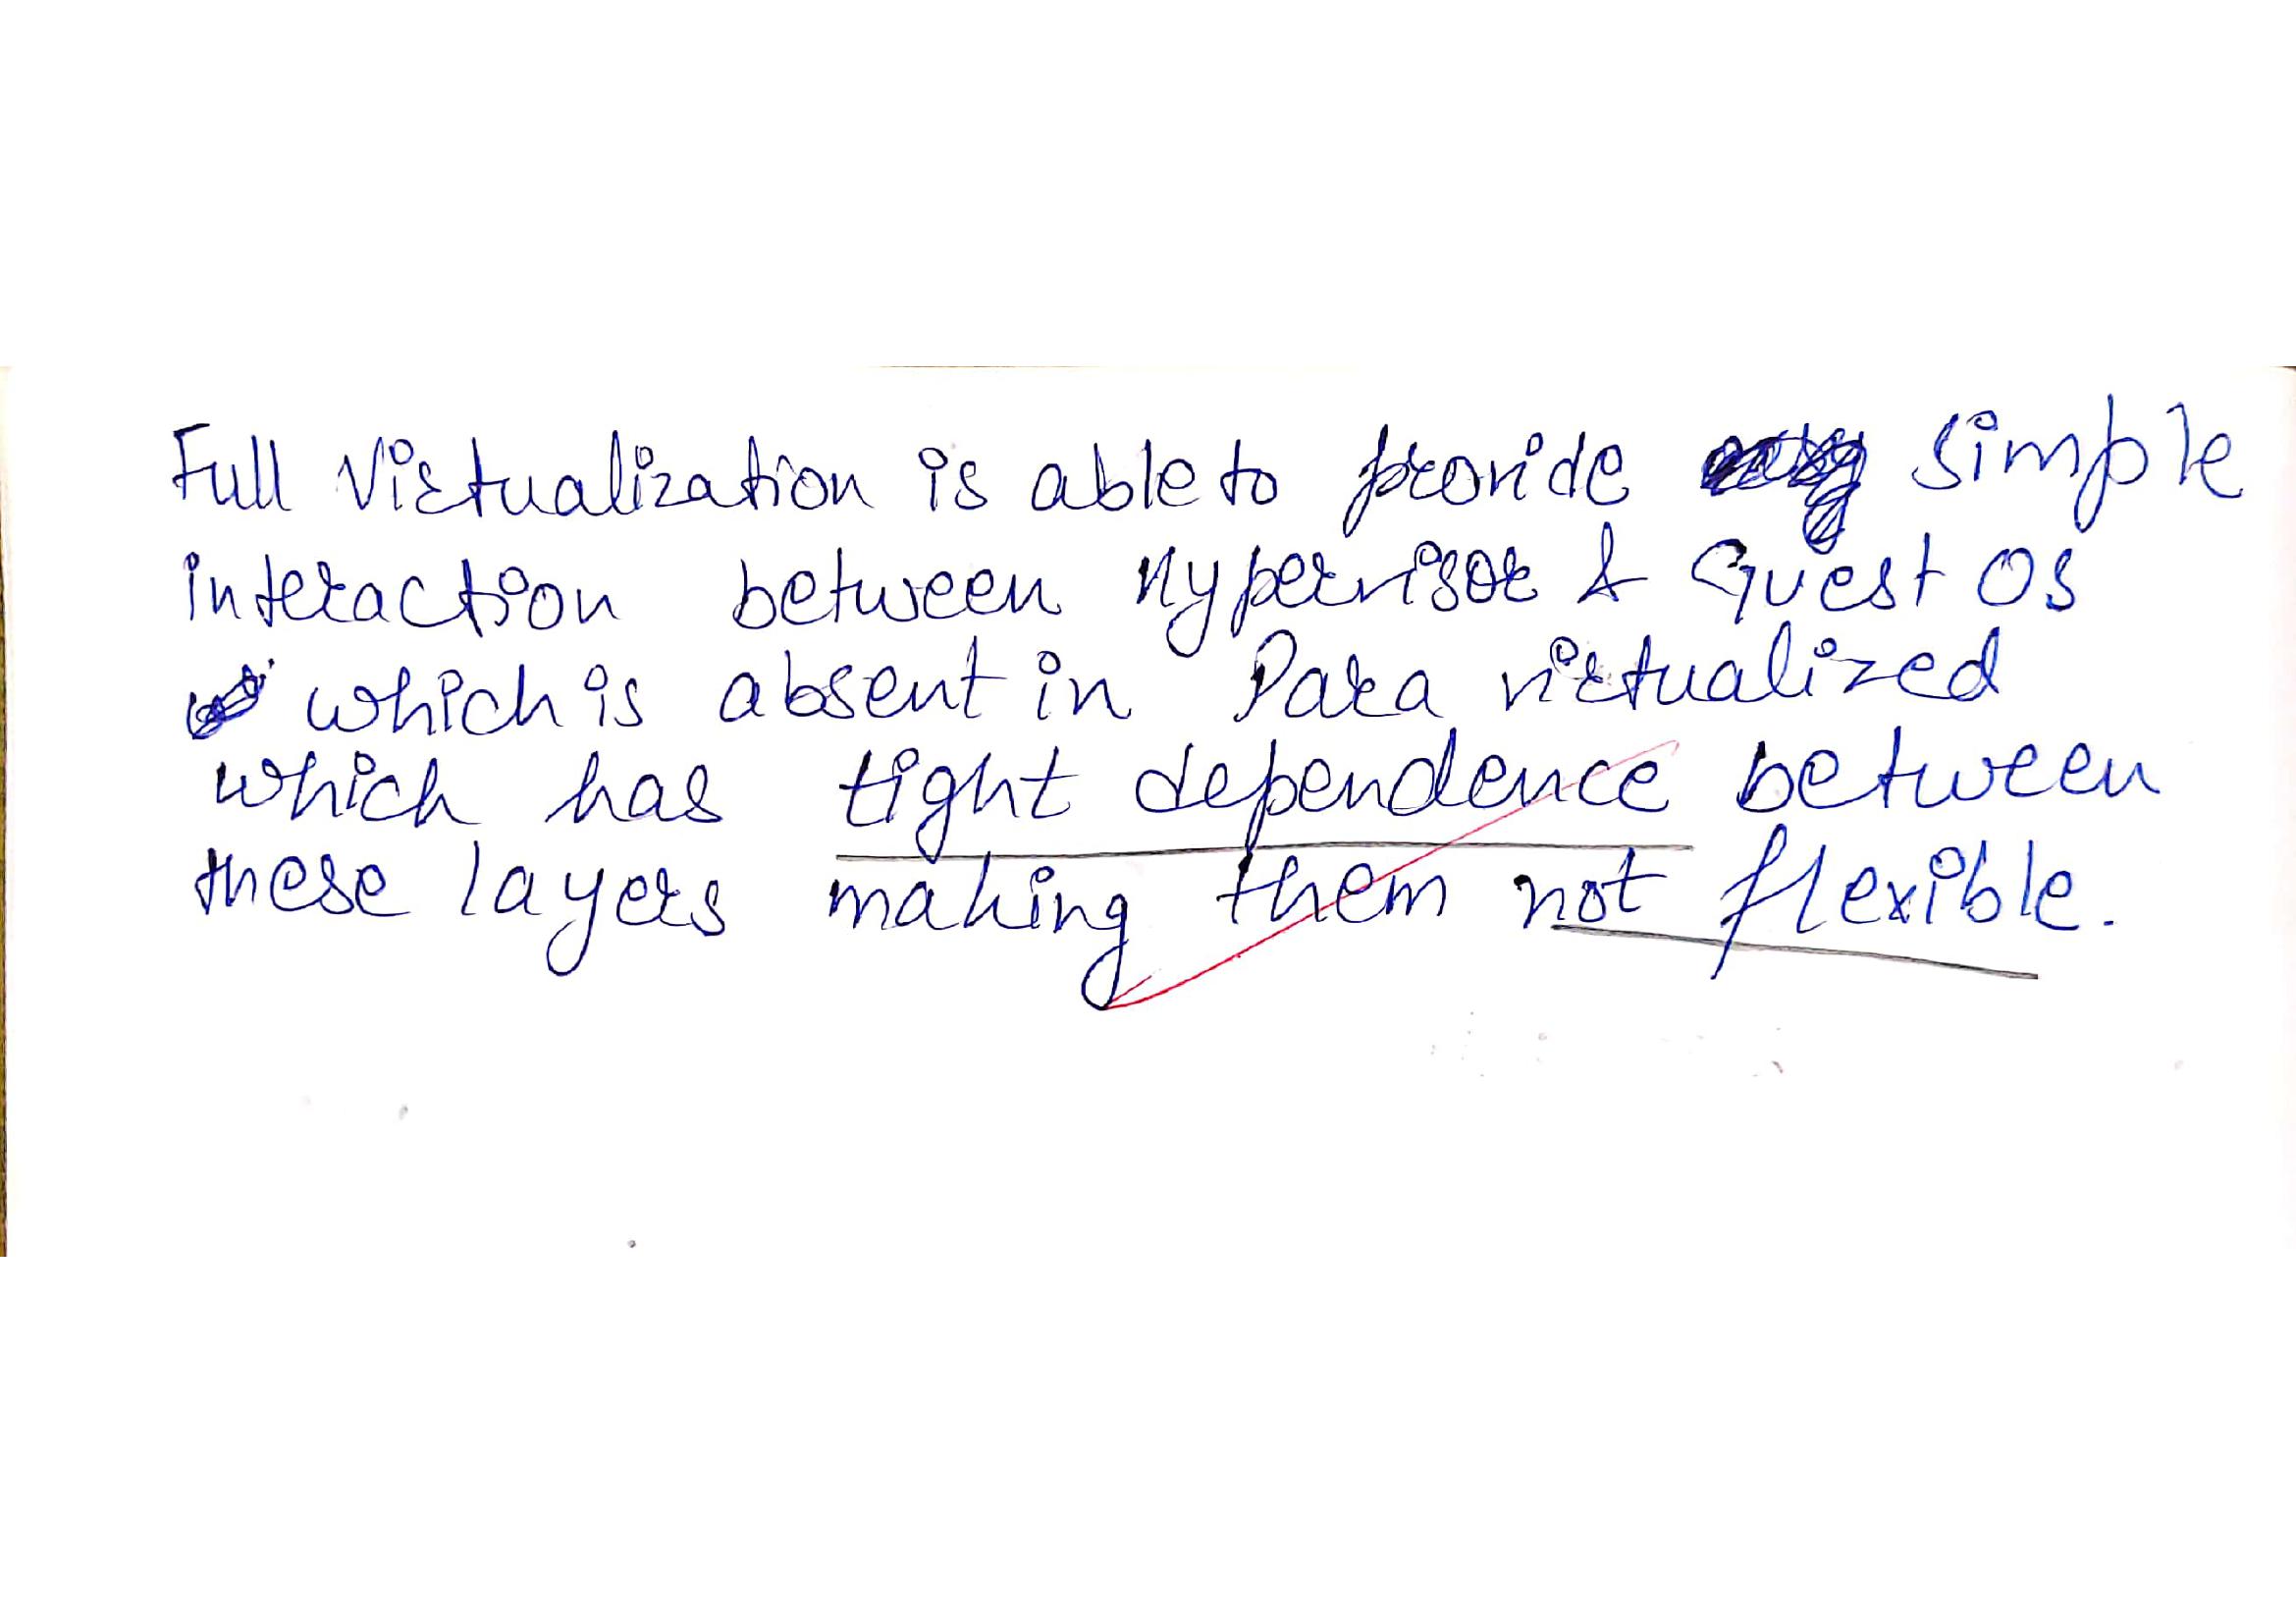 Full Virtualization is able to provide simple
interaction between Hypervisor & Guest OS
which is absent in Para virtualized
which has tight dependence between
these layers making them not flexible.